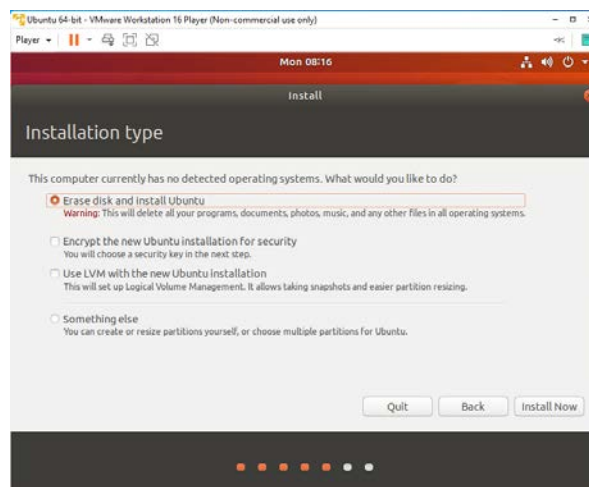 Ubuntu 64-bit - VMware Workstation 16 Player (Non-commercial use only)
Player
Mon 08:16
Install
Installation type
This computer currently has no detected operating systems. What would you like to do?
Erase disk and install Ubuntu
Warning: This will delete all your programs, documents, photos, music, and any other files in all operating systems.
Encrypt the new Ubuntu installation for security
You will choose a security key in the next step.
Use LVM with the new Ubuntu installation
This will set up Logical Volume Management. It allows taking snapshots and easier partition resizing.
Something else
You can create or resize partitions yourself, or choose multiple partitions for Ubuntu.
Quit Back Install Now